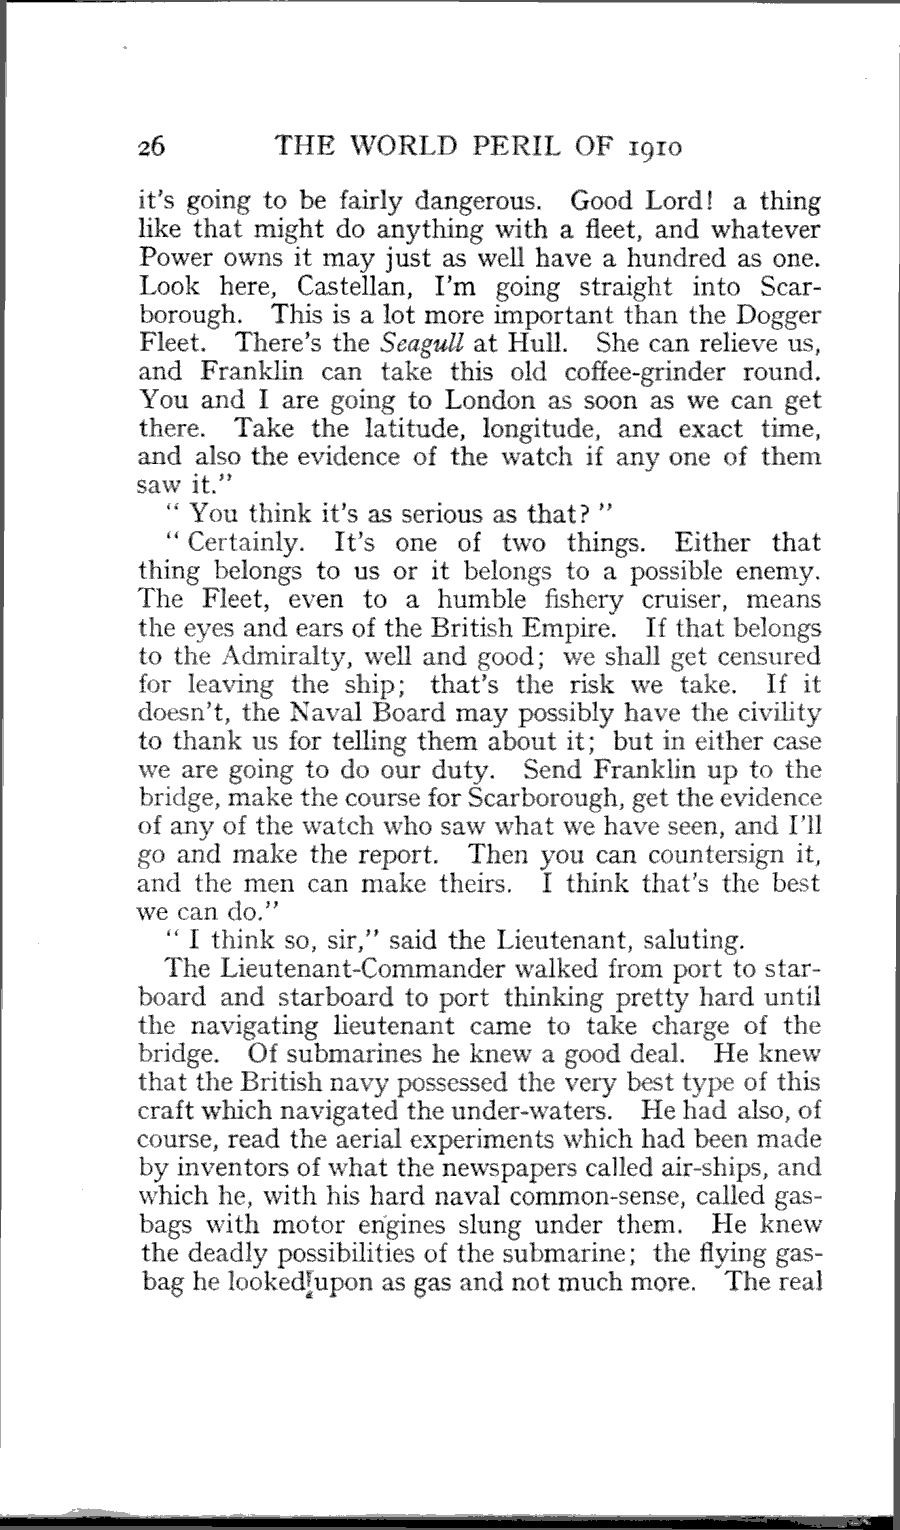 26 THE WORLD PERIL OF 1910
it's going to be fairly dangerous. Good Lord! a thing
like that might do anything with a fleet, and whatever
Power owns it may just as well have a hundred as one.
Look here, Castellan, I'm going straight into Scar-
borough. This is a lot more important than the Dogger
Fleet. There's the Seagull at Hull. She can relieve us,
and Franklin can take this old coffee-grinder round.
You and I are going to London as soon as we can get
there. Take the latitude, longitude, and exact time,
and also the evidence of the watch if any one of them
saw it.”
“ You think it's as serious as that? ”
“ Certainly. It's one of two things. Either that
thing belongs to us or it belongs to a possible enemy.
The Fleet, even to a humble fishery cruiser, means
the eyes and ears of the British Empire. If that belongs
to the Admiralty, well and good; we shall get censured
for leaving the ship; that's the risk we take. If it
doesn't, the Naval Board may possibly have the civility
to thank us for telling them about it; but in either case
we are going to do our duty. Send Franklin up to the
bridge, make the course for Scarborough, get the evidence
of any of the watch who saw what we have seen, and I'll
go and make the report. Then you can countersign it,
and the men can make theirs. I think that's the best
we can do.”
“ I think so, sir,” said the Lieutenant, saluting.
The Lieutenant-Commander walked from port to star-
board and starboard to port thinking pretty hard until
the navigating lieutenant came to take charge of the
bridge. Of submarines he knew a good deal. He knew
that the British navy possessed the very best type of this
craft which navigated the under-waters. He had also, of
course, read the aerial experiments which had been made
by inventors of what the newspapers called air-ships, and
which he, with his hard naval common-sense, called gas-
bags with motor engines slung under them. He knew
the deadly possibilities of the submarine; the flying gas-
bag he looked upon as gas and not much more. The real